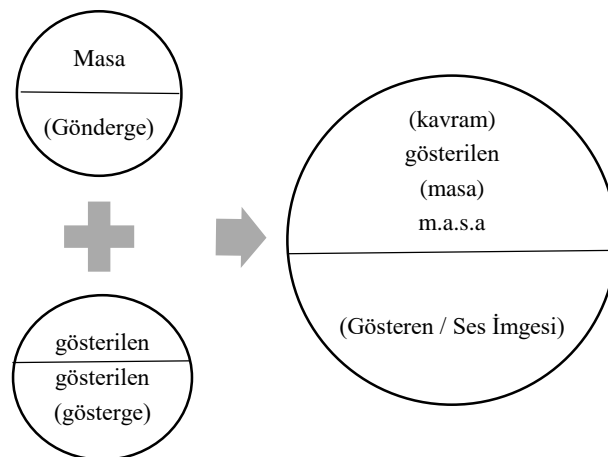 Masa
(Gönderge)
gösterilen
gösterilen
(gösterge)
(kavram)
gösterilen
(masa)
m.a.s.a
(Gösteren / Ses İmgesi)